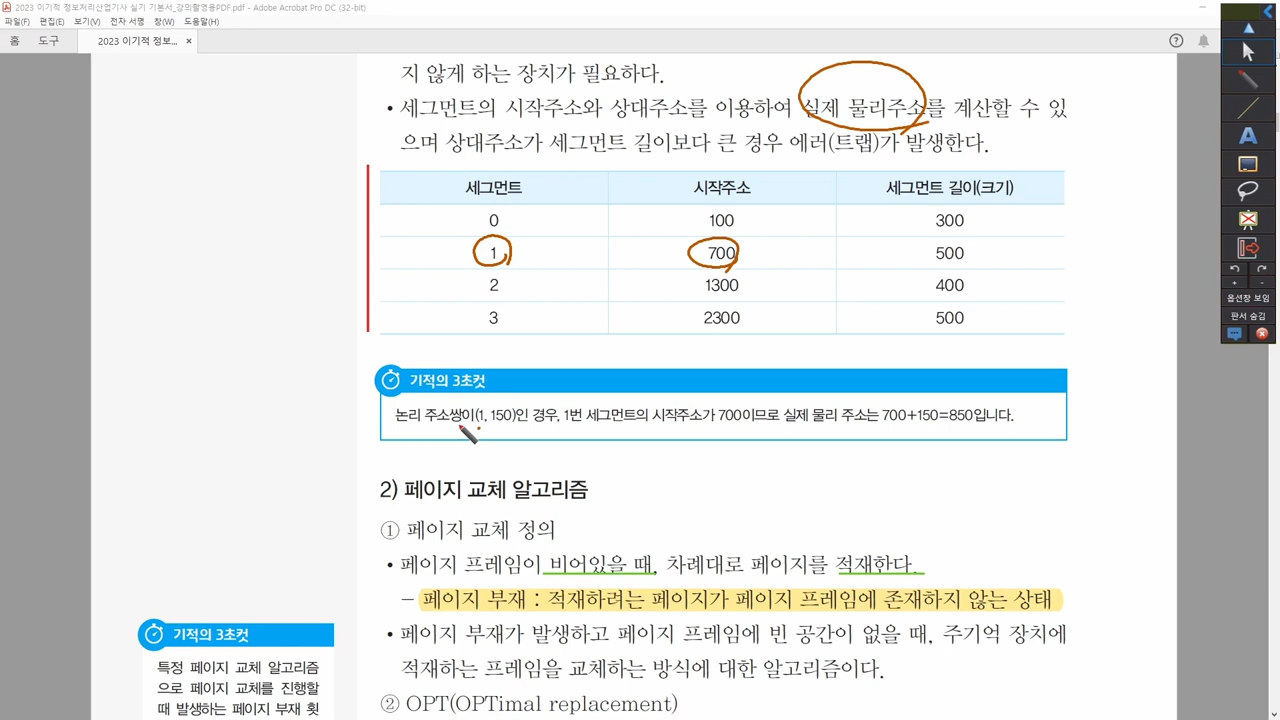 2023 이기적 정보처리산업기사 실기 기본서_강의촬영용PDF.pdf - Adobe Acrobat Pro DC (32-bit)
파일(F) 편집(E) 보기(V) 전자 서명 창(W) 도움말(H)
홈 도구 2023 이기적 정보... ×
지 않게 하는 장치가 필요하다.
• 세그먼트의 시작주소와 상대주소를 이용하여 실제 물리주소를 계산할 수 있
으며 상대주소가 세그먼트 길이보다 큰 경우 에러(트랩)가 발생한다.
세그먼트 시작주소 세그먼트 길이(크기)
0 100 300
1 700 500
2 1300 400
3 2300 500
기적의 3초컷
논리 주소쌍이(1, 150)인 경우, 1번 세그먼트의 시작주소가 700이므로 실제 물리 주소는 700+150=850입니다.
2) 페이지 교체 알고리즘
① 페이지 교체 정의
• 페이지 프레임이 비어있을 때, 차례대로 페이지를 적재한다.
– 페이지 부재 : 적재하려는 페이지가 페이지 프레임에 존재하지 않는 상태
• 페이지 부재가 발생하고 페이지 프레임에 빈 공간이 없을 때, 주기억 장치에
적재하는 프레임을 교체하는 방식에 대한 알고리즘이다.
② OPT(OPTimal replacement)
기적의 3초컷
특정 페이지 교체 알고리즘
으로 페이지 교체를 진행할
때 발생하는 페이지 부재 횟
A
옵션창 보임
판서 숨김